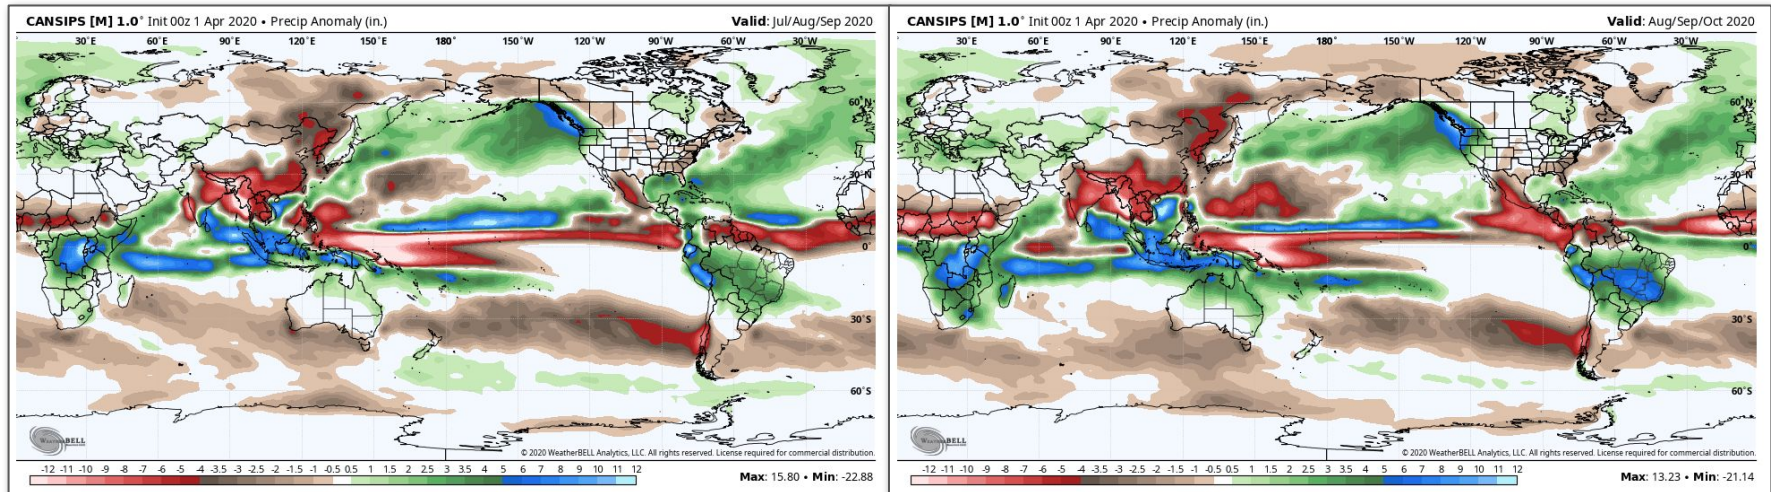 CANSIPS [M] 1.0° Init 00z 1 Apr 2020 • Precip Anomaly (in.) Valid: Jul/Aug/Sep 2020
30°E 60°E 90°E 120°E 150°E 180° 150°W 120°W 90°W 60°W 30°W
60°N
30°N
0°
30°S
60°S
WEATHERBELL
© 2020 WeatherBELL Analytics, LLC. All rights reserved. License required for commercial distribution.
-12 -11 -10 -9 -8 -7 -6 -5 -4 -3.5 -3 -2.5 -2 -1.5 -1 -0.5 0.5 1 1.5 2 2.5 3 3.5 4 5 6 7 8 9 10 11 12
Max: 15.80 • Min: -22.88
CANSIPS [M] 1.0° Init 00z 1 Apr 2020 • Precip Anomaly (in.) Valid: Aug/Sep/Oct 2020
30°E 60°E 90°E 120°E 150°E 180° 150°W 120°W 90°W 60°W 30°W
60°N
30°N
0°
30°S
60°S
WEATHERBELL
© 2020 WeatherBELL Analytics, LLC. All rights reserved. License required for commercial distribution.
-12 -11 -10 -9 -8 -7 -6 -5 -4 -3.5 -3 -2.5 -2 -1.5 -1 -0.5 0.5 1 1.5 2 2.5 3 3.5 4 5 6 7 8 9 10 11 12
Max: 13.23 • Min: -21.14